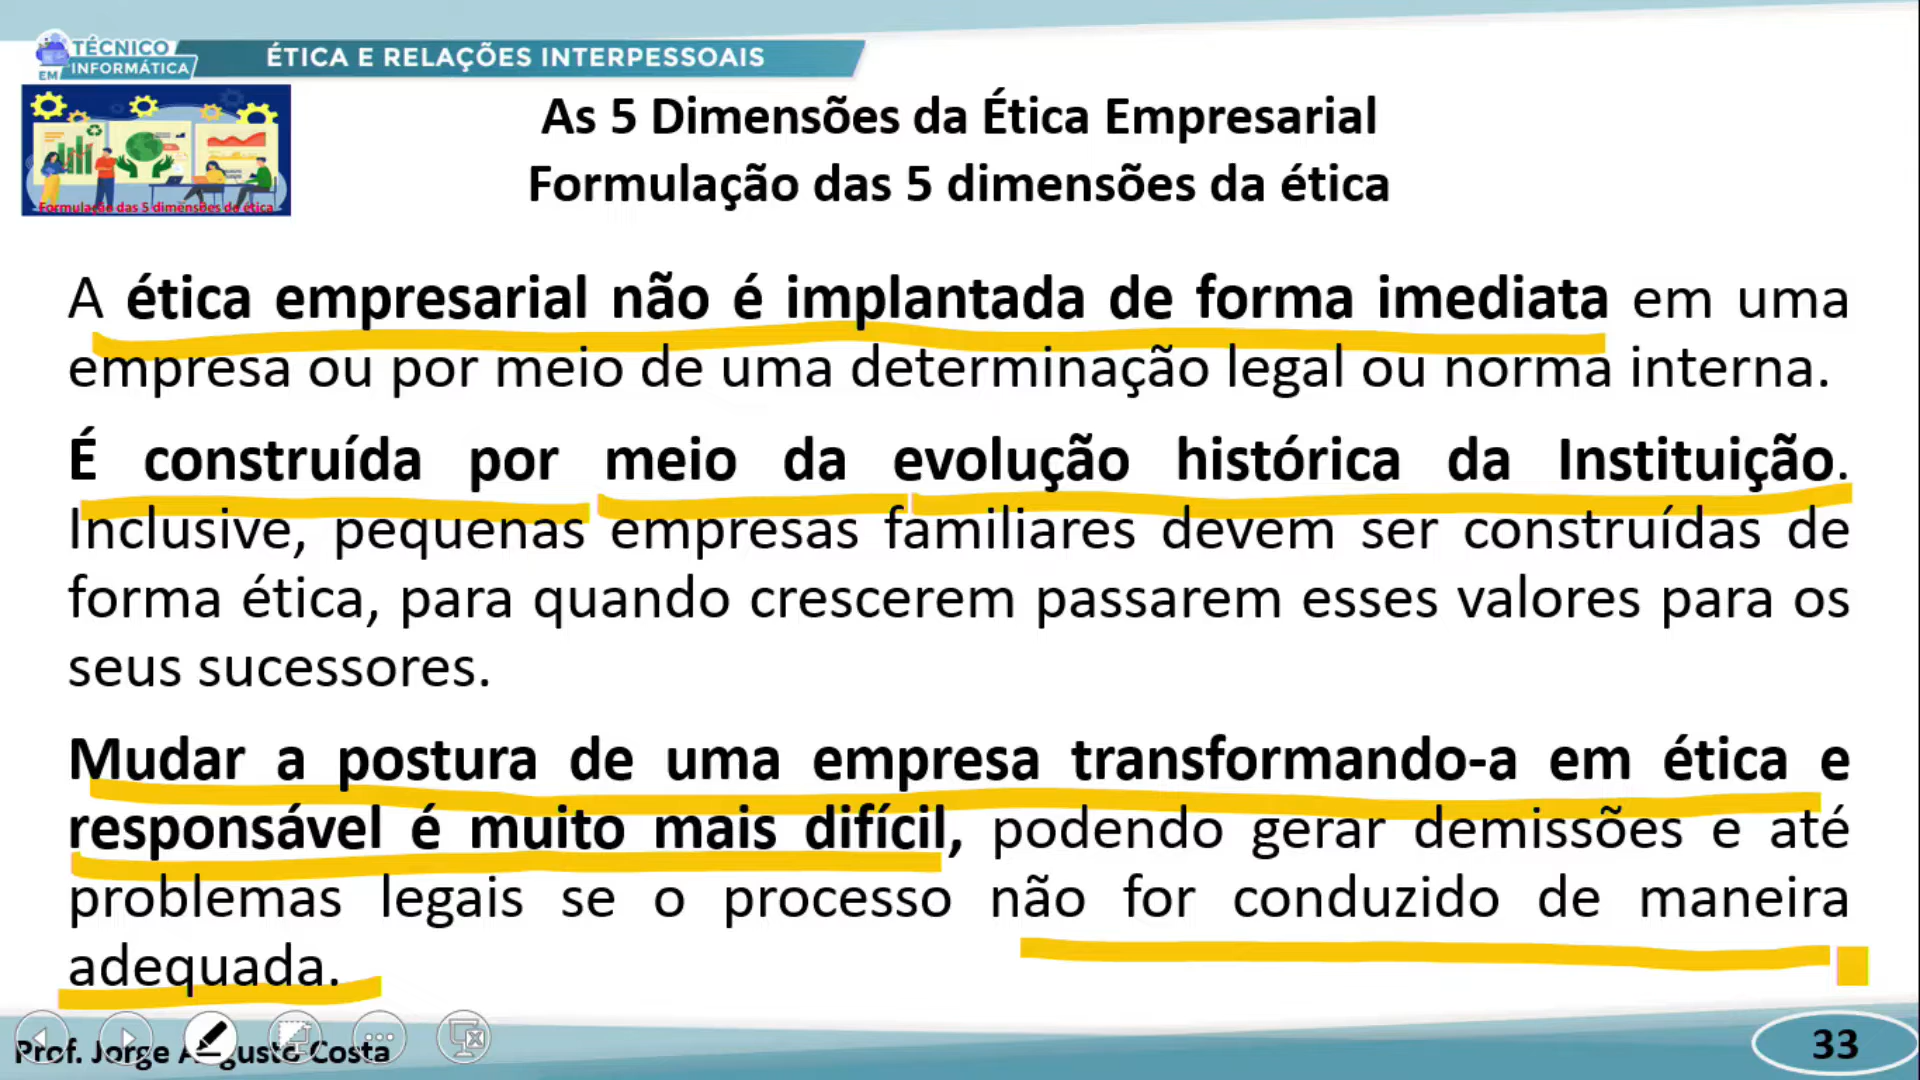 TÉCNICO
EM INFORMÁTICA
ÉTICA E RELAÇÕES INTERPESSOAIS
Formulação das 5 dimensões da ética
As 5 Dimensões da Ética Empresarial
Formulação das 5 dimensões da ética
A ética empresarial não é implantada de forma imediata em uma
empresa ou por meio de uma determinação legal ou norma interna.
É construída por meio da evolução histórica da Instituição.
Inclusive, pequenas empresas familiares devem ser construídas de
forma ética, para quando crescerem passarem esses valores para os
seus sucessores.
Mudar a postura de uma empresa transformando-a em ética e
responsável é muito mais difícil, podendo gerar demissões e até
problemas legais se o processo não for conduzido de maneira
adequada.
Prof. Jorge Augusto Costa
33